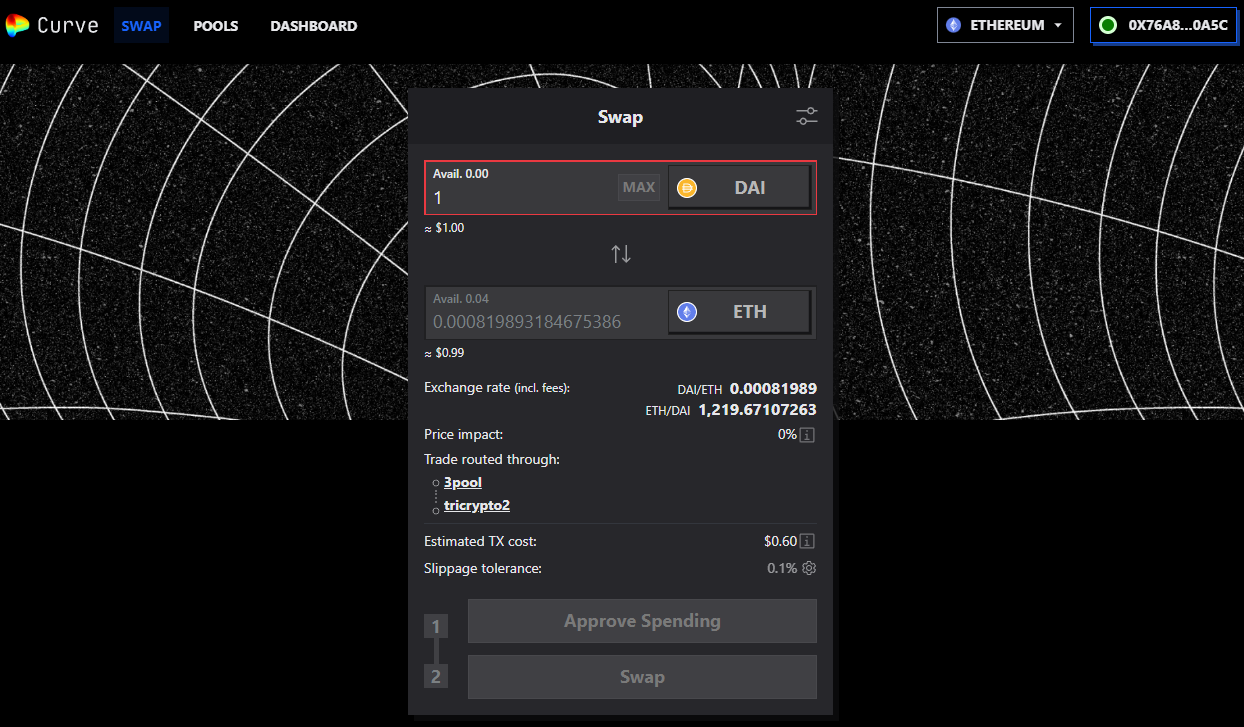 Curve SWAP POOLS DASHBOARD ETHEREUM 0X76A8...0A5C
Swap
Avail. 0.00
1 MAX DAI
≈ $1.00
Avail. 0.04
0.000819893184675386 ETH
≈ $0.99
Exchange rate (incl. fees): DAI/ETH 0.00081989
ETH/DAI 1,219.67107263
Price impact: 0%
Trade routed through:
3pool
tricrypto2
Estimated TX cost: $0.60
Slippage tolerance: 0.1%
1 Approve Spending
2 Swap